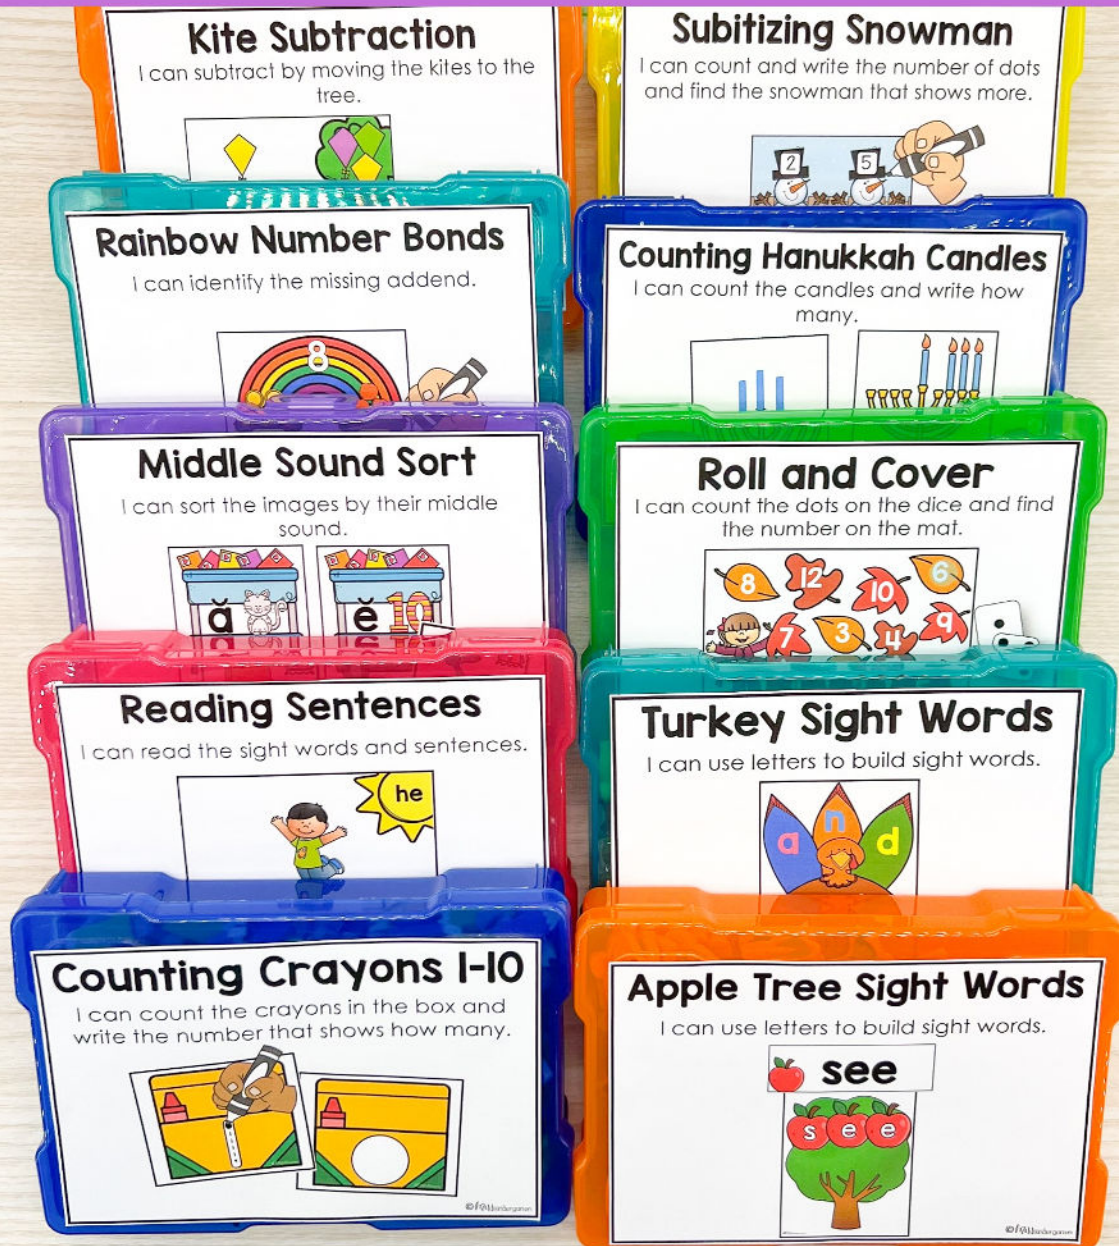 Kite Subtraction
I can subtract by moving the kites to the
tree.
Subitizing Snowman
I can count and write the number of dots
and find the snowman that shows more.
2
5
Rainbow Number Bonds
I can identify the missing addend.
8
Counting Hanukkah Candles
I can count the candles and write how
many.
Middle Sound Sort
I can sort the images by their middle
sound.
ă
ĕ 10
Roll and Cover
I can count the dots on the dice and find
the number on the mat.
8 12 10 6
7 3 4 9
Reading Sentences
I can read the sight words and sentences.
he
Turkey Sight Words
I can use letters to build sight words.
a n d
Counting Crayons 1-10
I can count the crayons in the box and
write the number that shows how many.
Apple Tree Sight Words
I can use letters to build sight words.
see
s e e